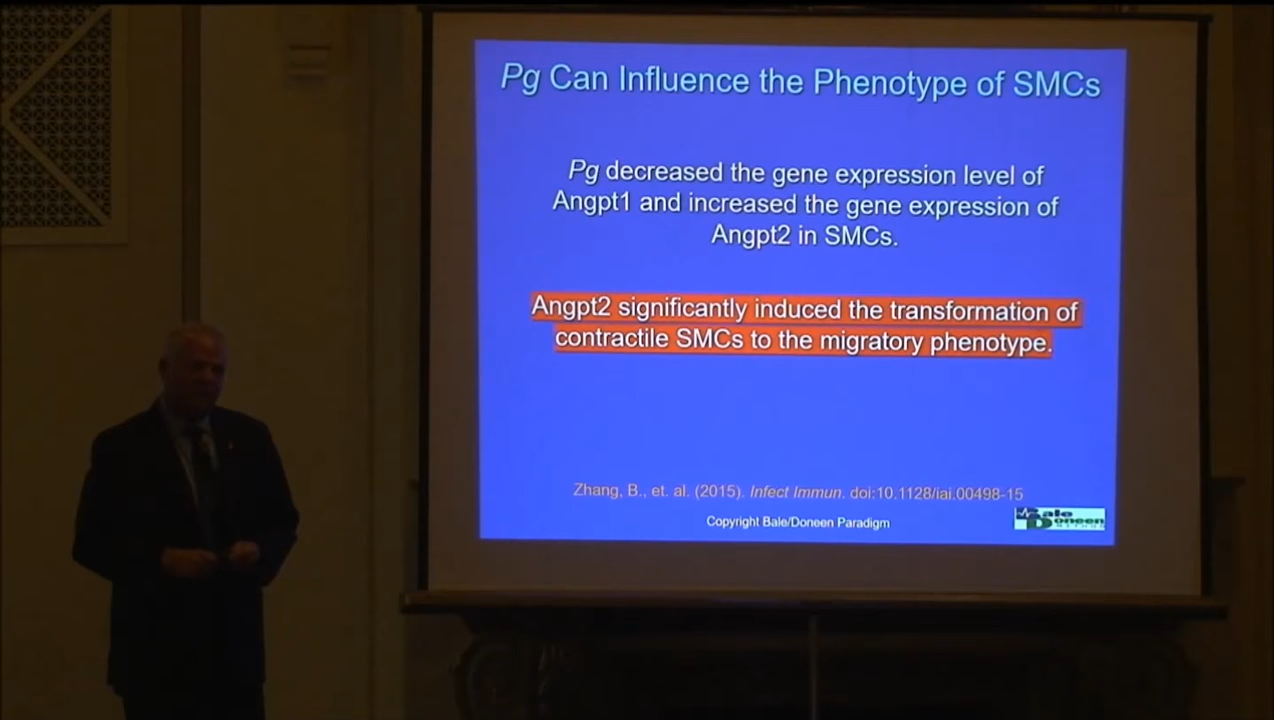 Pg Can Influence the Phenotype of SMCs
Pg decreased the gene expression level of
Angpt1 and increased the gene expression of
Angpt2 in SMCs.
Angpt2 significantly induced the transformation of
contractile SMCs to the migratory phenotype.
Zhang, B., et. al. (2015). Infect Immun. doi:10.1128/iai.00498-15
Copyright Bale/Doneen Paradigm
Bale
Doneen